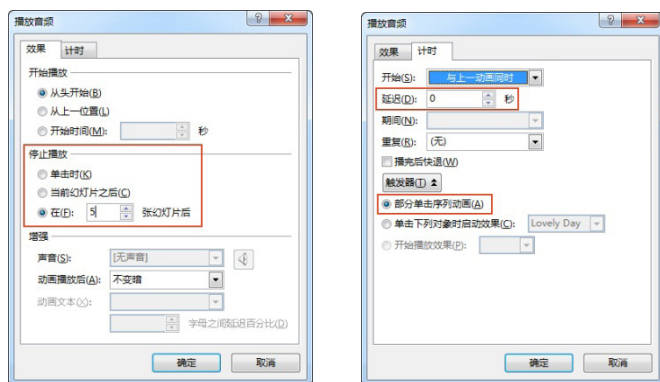 播放音频
效果 计时
开始播放
从头开始(B)
从上一位置(L)
开始时间(M): 秒
停止播放
单击时(K)
当前幻灯片之后(C)
在(F): 5 张幻灯片后
增强
声音(S): [无声音]
动画播放后(A): 不变暗
动画文本(X):
字母之间延迟百分比(D)
确定 取消
播放音频
效果 计时
开始(S): 与上一动画同时
延迟(D): 0 秒
期间(N):
重复(R): (无)
播完后快退(W)
触发器(T)
部分单击序列动画(A)
单击下列对象时启动效果(C): Lovely Day
开始播放效果(P):
确定 取消